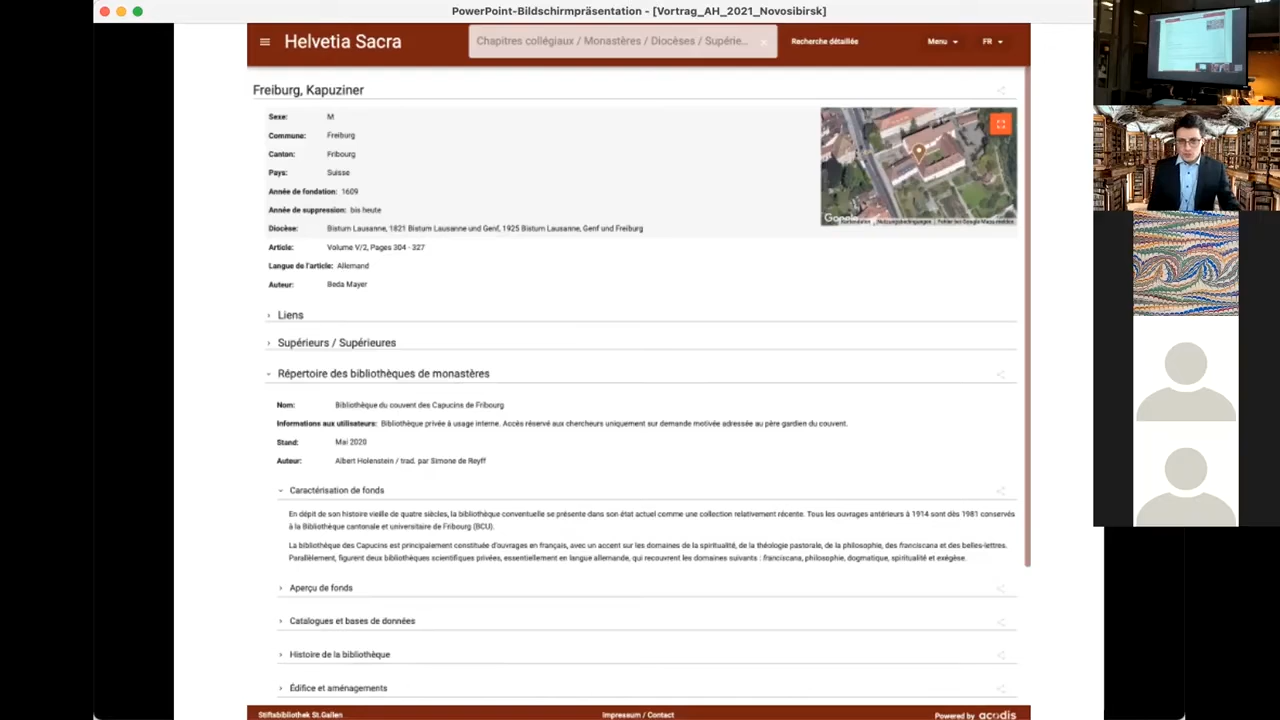 PowerPoint-Bildschirmpräsentation - [Vortrag_AH_2021_Novosibirsk]
Helvetia Sacra
Chapitres collégiaux / Monastères / Diocèses / Supérie...
Recherche détaillée
Menu
FR
Freiburg, Kapuziner
Sexe: M
Commune: Freiburg
Canton: Fribourg
Pays: Suisse
Année de fondation: 1609
Année de suppression: bis heute
Diocèse: Bistum Lausanne, 1821 Bistum Lausanne und Genf, 1925 Bistum Lausanne, Genf und Freiburg
Article: Volume V/2, Pages 304 - 327
Langue de l'article: Allemand
Auteur: Beda Mayer
Google
Kartendaten
Nutzungsbedingungen
Fehler bei Google Maps melden
Liens
Supérieurs / Supérieures
Répertoire des bibliothèques de monastères
Nom: Bibliothèque du couvent des Capucins de Fribourg
Informations aux utilisateurs: Bibliothèque privée à usage interne. Accès réservé aux chercheurs uniquement sur demande motivée adressée au père gardien du couvent.
Stand: Mai 2020
Auteur: Albert Holenstein / trad. par Simone de Reyff
Caractérisation de fonds
En dépit de son histoire vieille de quatre siècles, la bibliothèque conventuelle se présente dans son état actuel comme une collection relativement récente. Tous les ouvrages antérieurs à 1914 sont dès 1981 conservés
à la Bibliothèque cantonale et universitaire de Fribourg (BCU).
La bibliothèque des Capucins est principalement constituée d'ouvrages en français, avec un accent sur les domaines de la spiritualité, de la théologie pastorale, de la philosophie, des franciscana et des belles-lettres.
Parallèlement, figurent deux bibliothèques scientifiques privées, essentiellement en langue allemande, qui recouvrent les domaines suivants : franciscana, philosophie, dogmatique, spiritualité et exégèse.
Aperçu de fonds
Catalogues et bases de données
Histoire de la bibliothèque
Édifice et aménagements
Stiftsbibliothek St.Gallen
Impressum / Contact
Powered by acodis